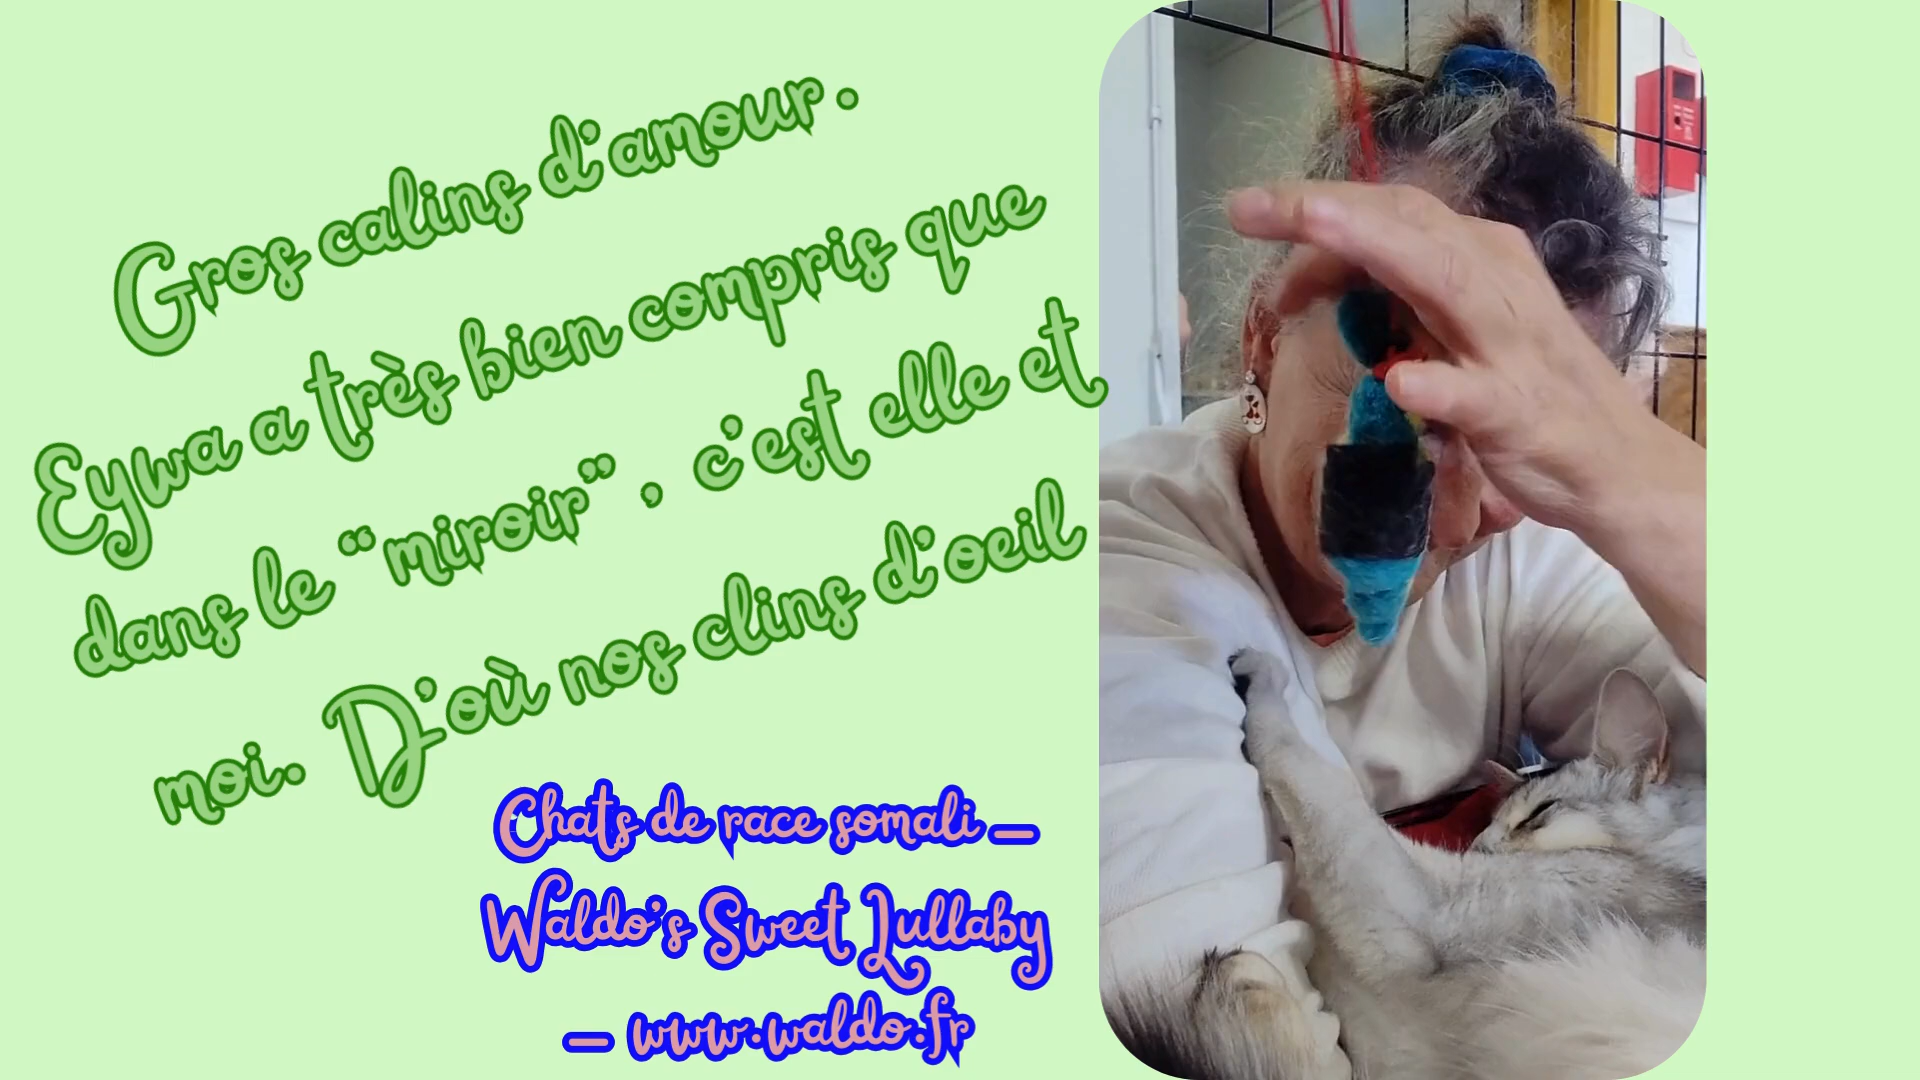 Gros calins d'amour.
Eywa a très bien compris que
dans le “miroir”, c'est elle et
moi. D'où nos clins d'oeil
Chats de race somali –
Waldo's Sweet Lullaby
– www.waldo.fr